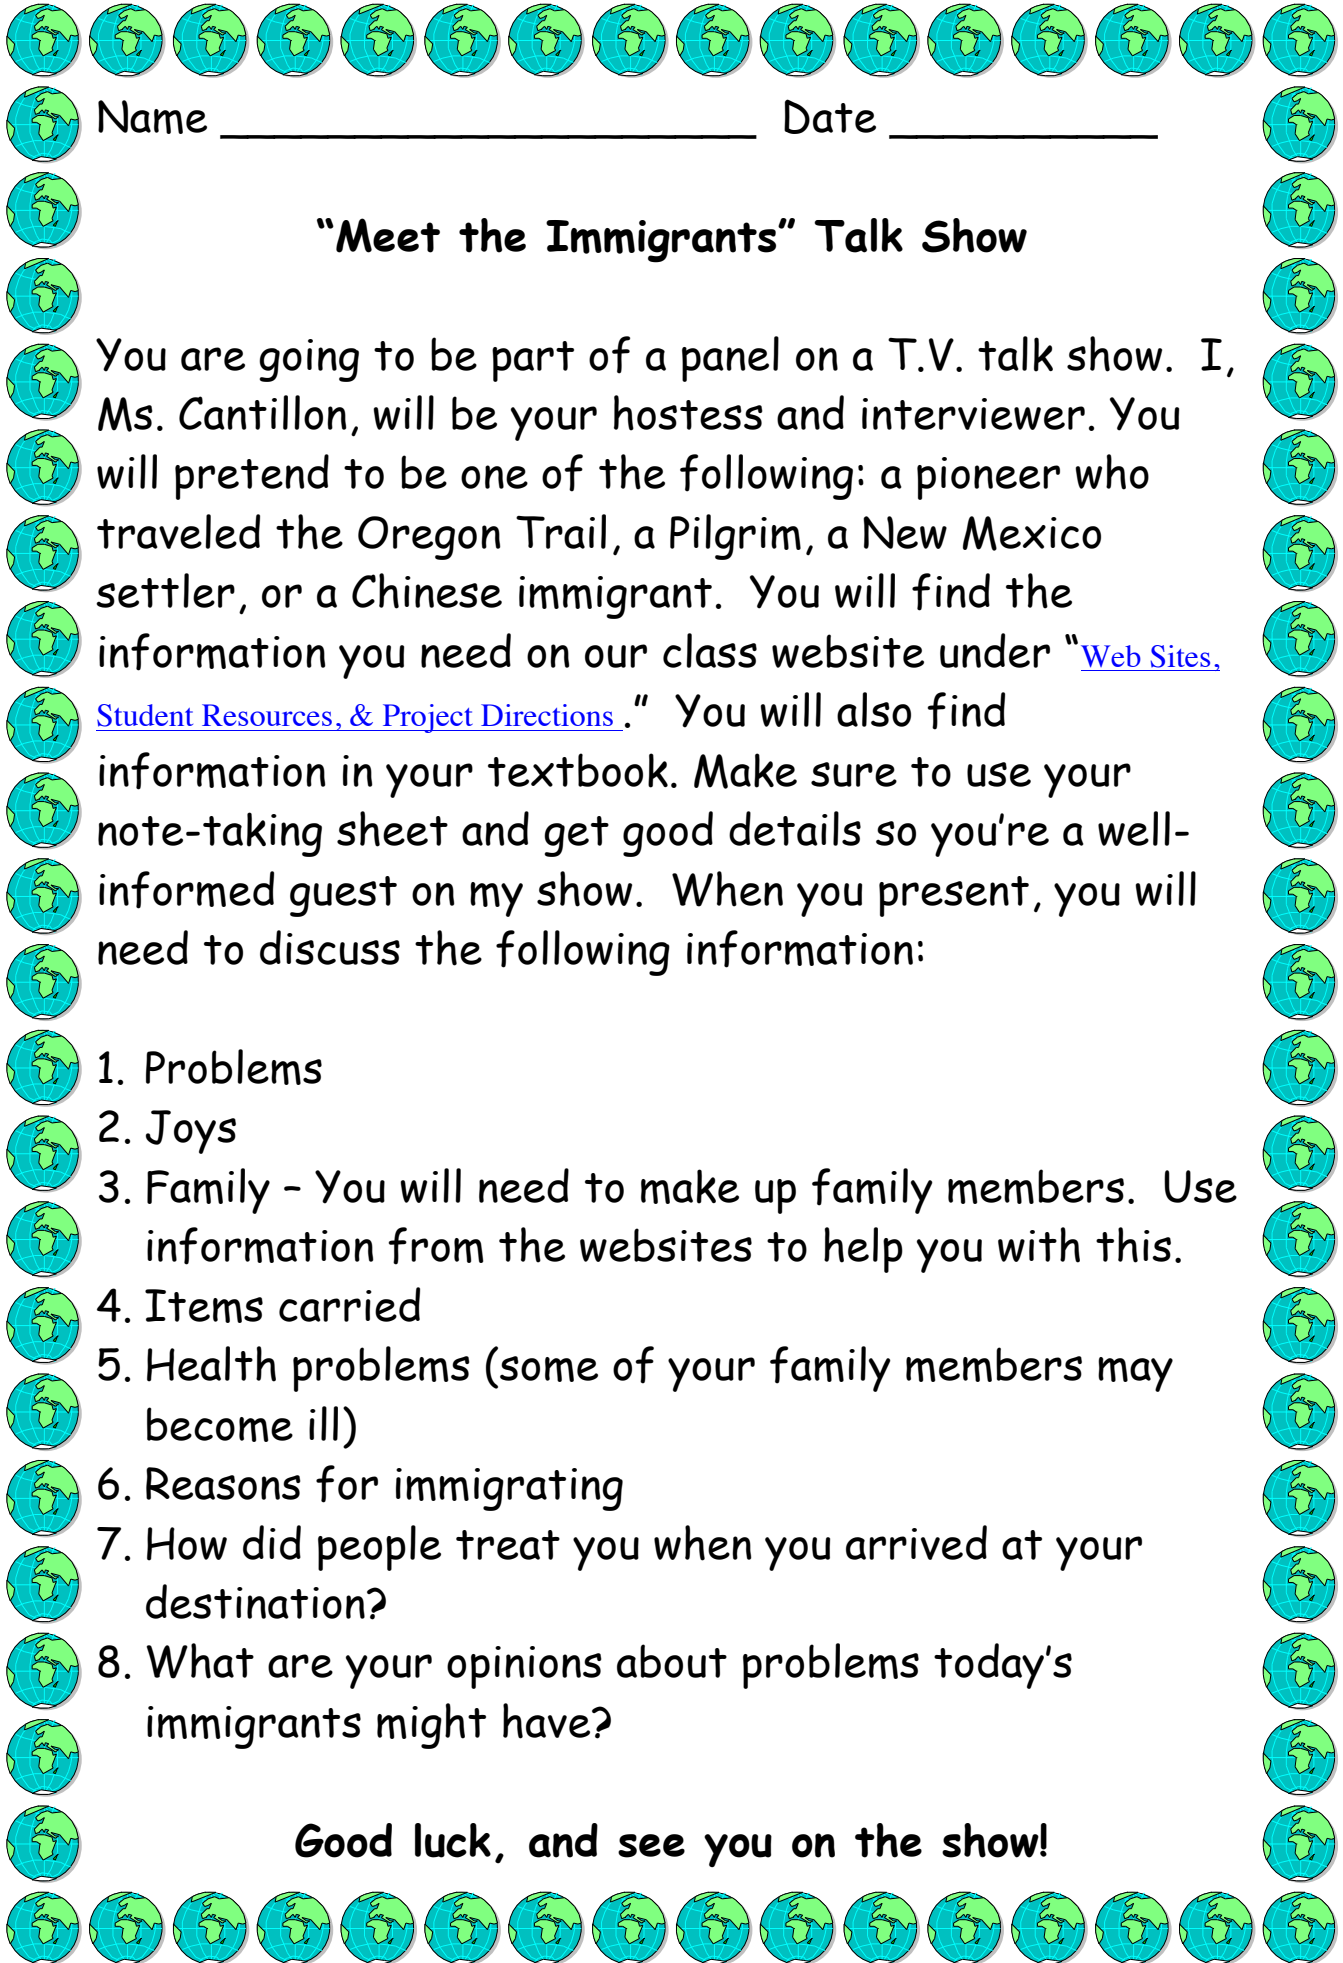 Name ____________________ Date __________
“Meet the Immigrants” Talk Show
You are going to be part of a panel on a T.V. talk show.  I,
Ms. Cantillon, will be your hostess and interviewer. You
will pretend to be one of the following: a pioneer who
traveled the Oregon Trail, a Pilgrim, a New Mexico
settler, or a Chinese immigrant.  You will find the
information you need on our class website under “Web Sites,
Student Resources, & Project Directions .”  You will also find
information in your textbook. Make sure to use your
note-taking sheet and get good details so you’re a well-
informed guest on my show.  When you present, you will
need to discuss the following information:
1. Problems
2. Joys
3. Family – You will need to make up family members.  Use
information from the websites to help you with this.
4. Items carried
5. Health problems (some of your family members may
become ill)
6. Reasons for immigrating
7. How did people treat you when you arrived at your
destination?
8. What are your opinions about problems today’s
immigrants might have?
Good luck, and see you on the show!